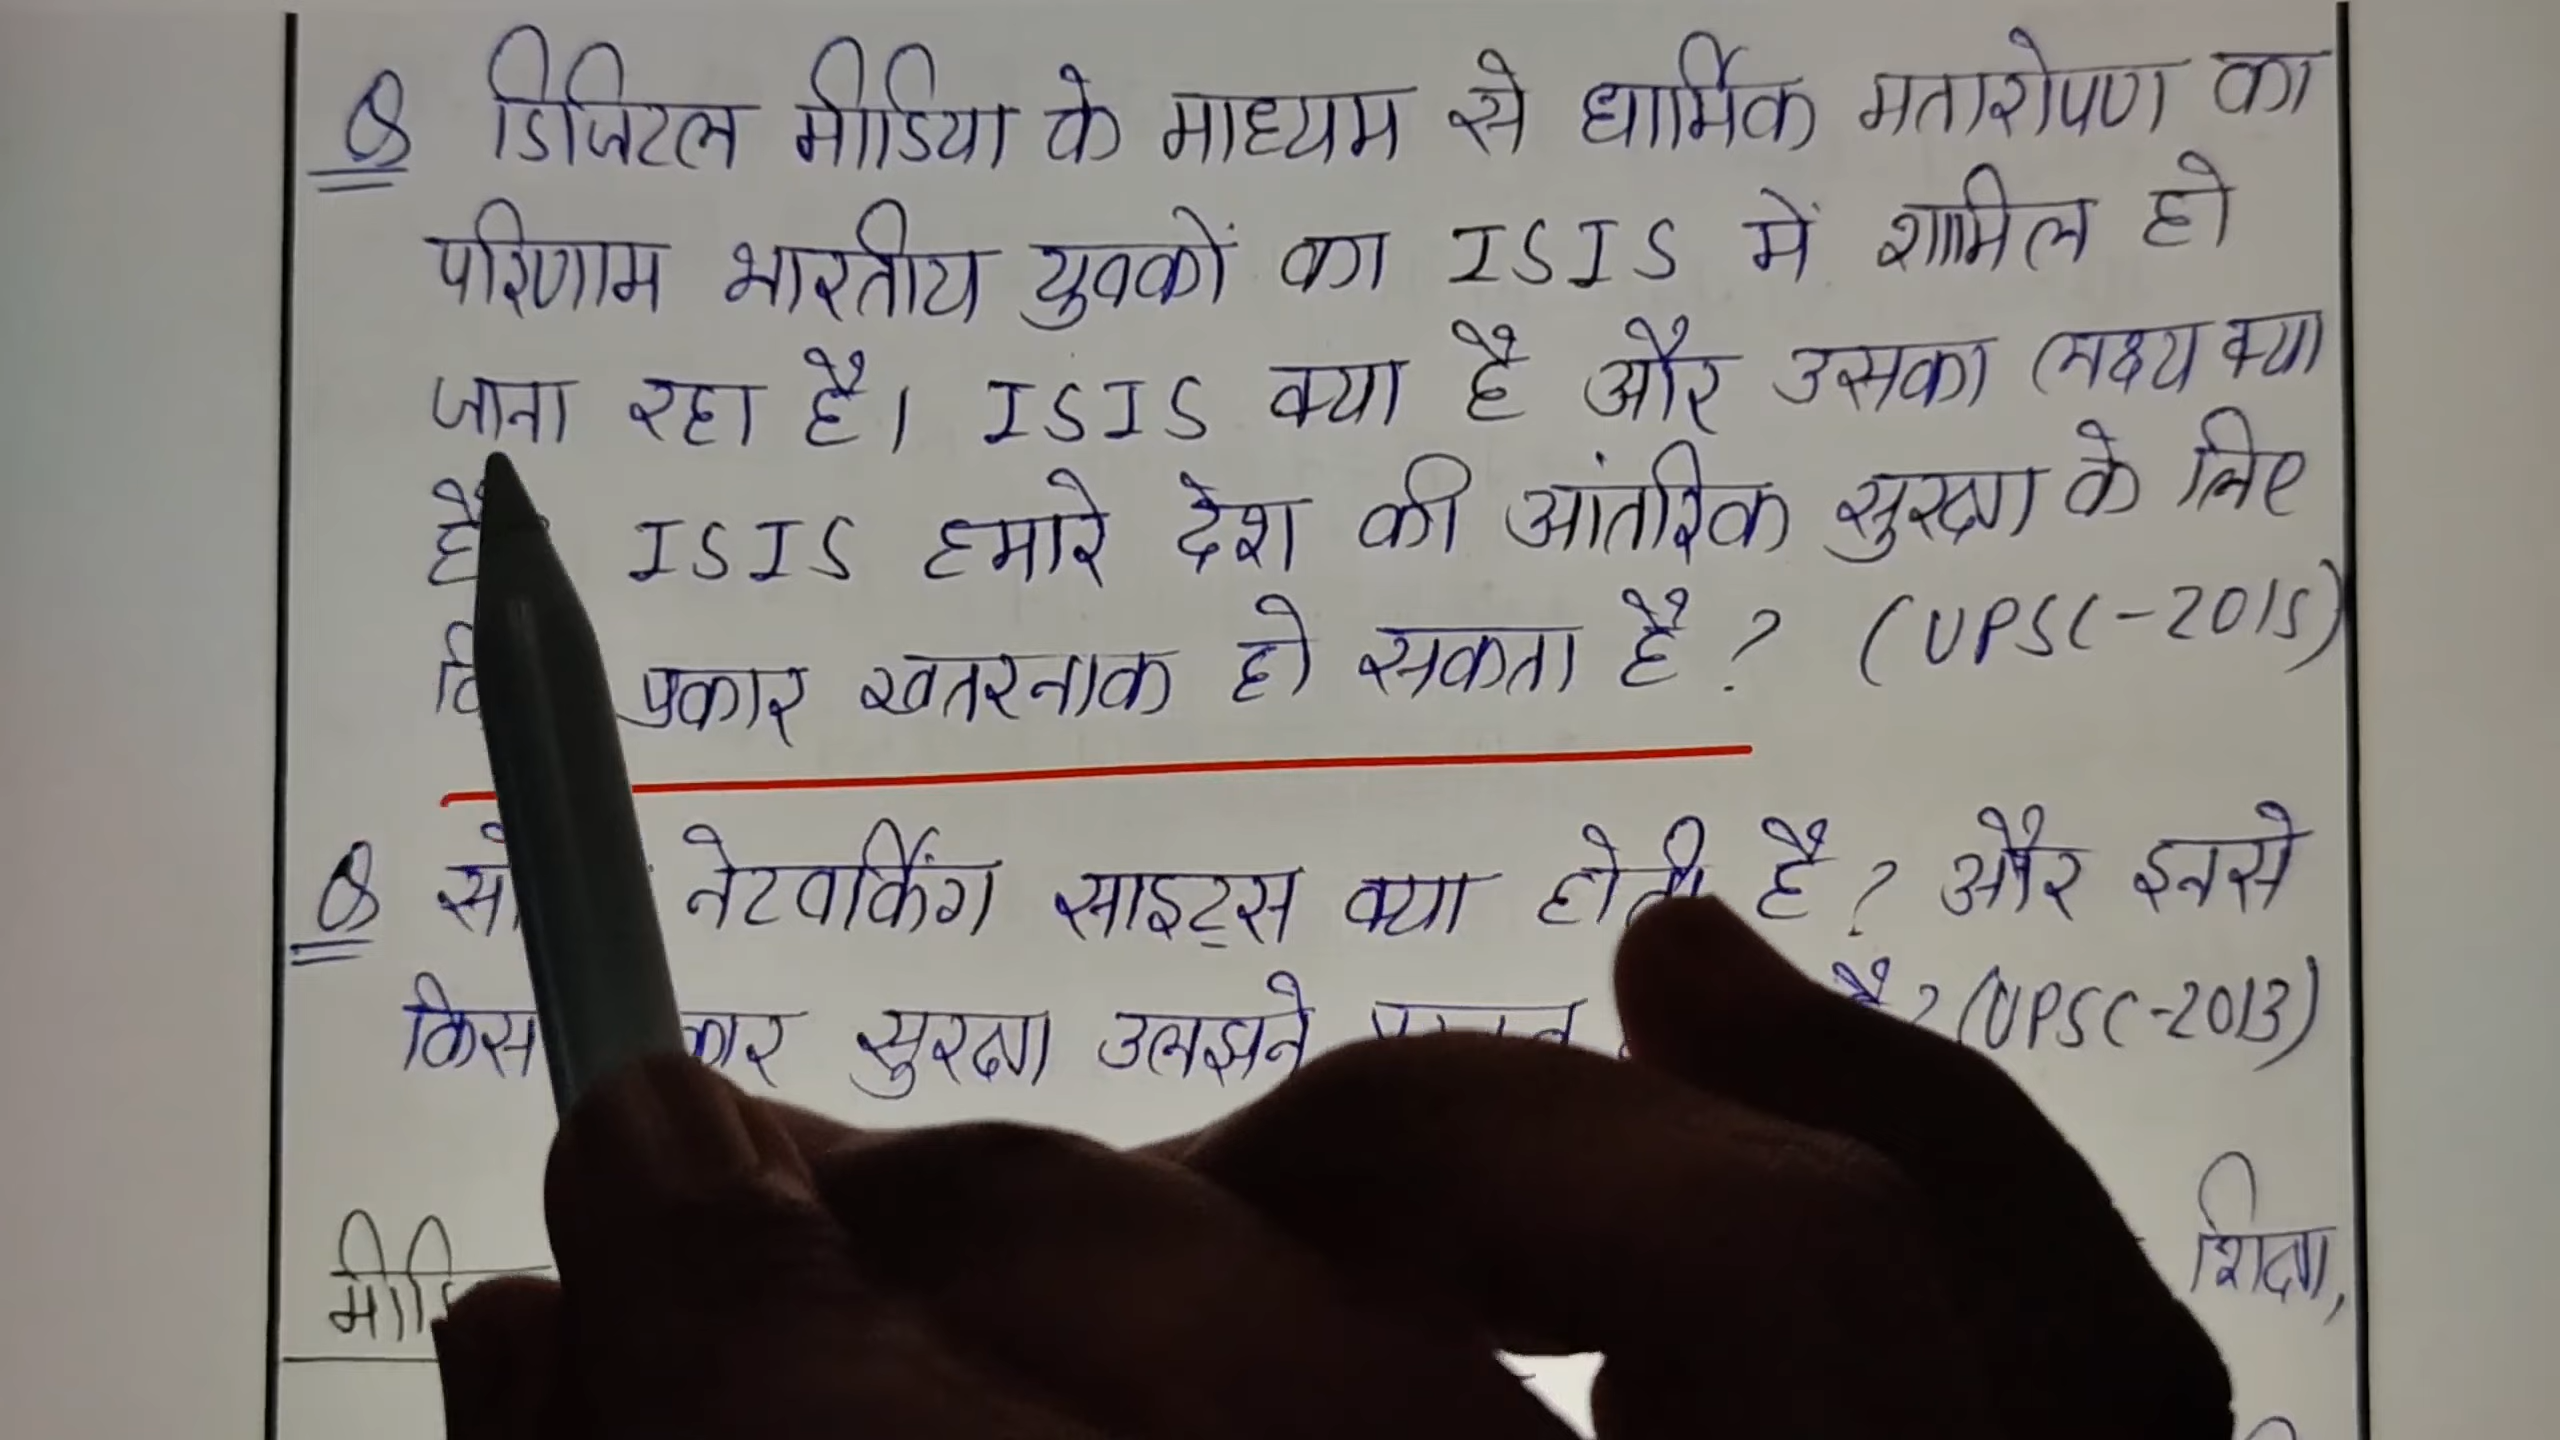 Q डिजिटल मीडिया के माध्यम से धार्मिक मतारोपण का
परिणाम भारतीय युवकों का ISIS में शामिल हो
जाना रहा है। ISIS क्या है और उसका लक्ष्य क्या
है ISIS हमारे देश की आंतरिक सुरक्षा के लिए
प्रकार खतरनाक हो सकता है? (UPSC-2015)
Q नेटवर्किंग साइट्स क्या होती है? और इनसे
किस सुरक्षा उलझने है? (UPSC-2013)
शिक्षा,